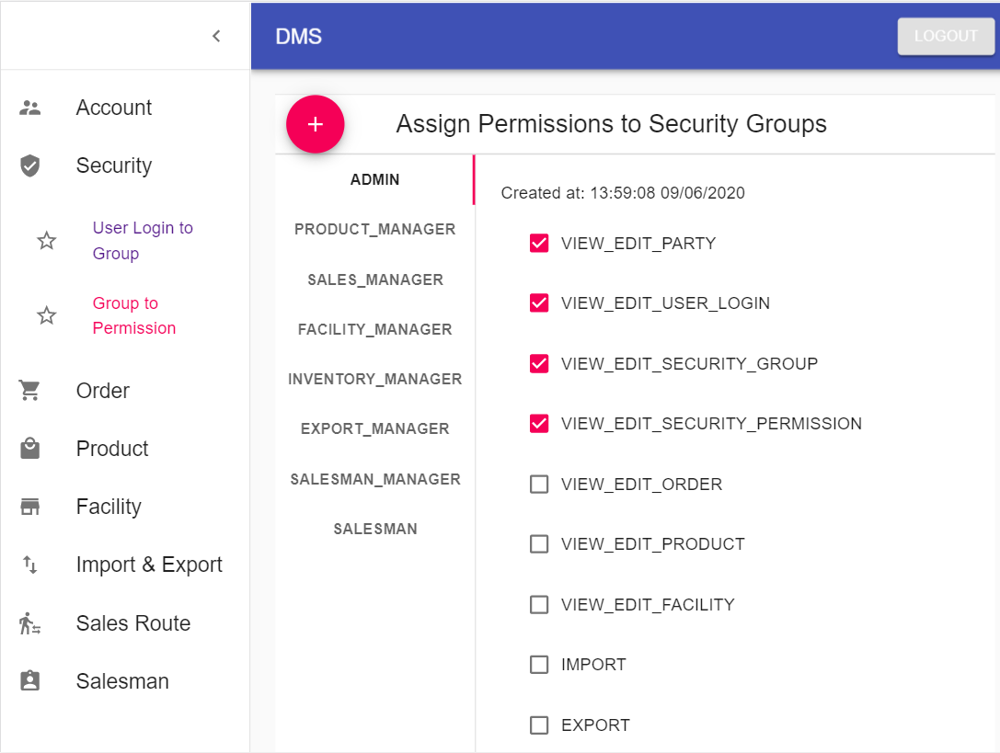 DMS
LOGOUT
Account
Security
User Login to
Group
Group to
Permission
Order
Product
Facility
Import & Export
Sales Route
Salesman
Assign Permissions to Security Groups
ADMIN
PRODUCT_MANAGER
SALES_MANAGER
FACILITY_MANAGER
INVENTORY_MANAGER
EXPORT_MANAGER
SALESMAN_MANAGER
SALESMAN
Created at: 13:59:08 09/06/2020
VIEW_EDIT_PARTY
VIEW_EDIT_USER_LOGIN
VIEW_EDIT_SECURITY_GROUP
VIEW_EDIT_SECURITY_PERMISSION
VIEW_EDIT_ORDER
VIEW_EDIT_PRODUCT
VIEW_EDIT_FACILITY
IMPORT
EXPORT